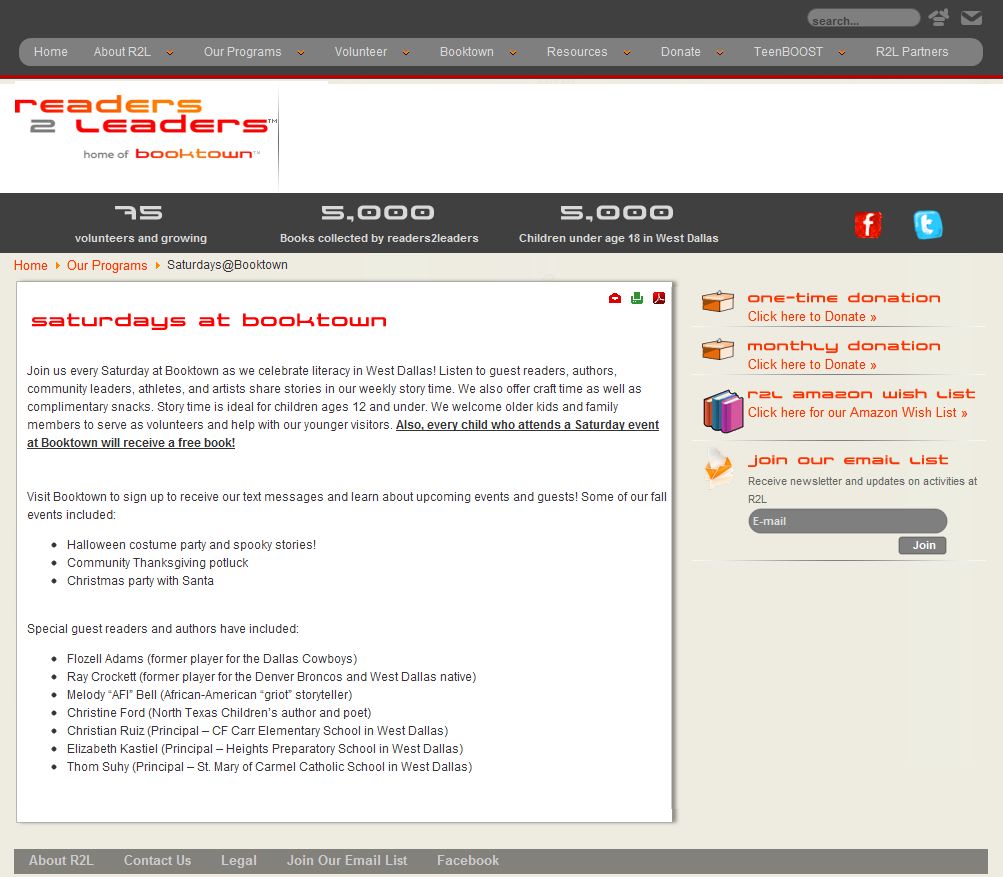 search...
Home About R2L Our Programs Volunteer Booktown Resources Donate TeenBOOST R2L Partners
readers
2 leaders™
home of booktown™
75 5,000 5,000
volunteers and growing Books collected by readers2leaders Children under age 18 in West Dallas
f t
Home Our Programs Saturdays@Booktown
saturdays at booktown
Join us every Saturday at Booktown as we celebrate literacy in West Dallas! Listen to guest readers, authors,
community leaders, athletes, and artists share stories in our weekly story time. We also offer craft time as well as
complimentary snacks. Story time is ideal for children ages 12 and under. We welcome older kids and family
members to serve as volunteers and help with our younger visitors. Also, every child who attends a Saturday event
at Booktown will receive a free book!
Visit Booktown to sign up to receive our text messages and learn about upcoming events and guests! Some of our fall
events included:
• Halloween costume party and spooky stories!
• Community Thanksgiving potluck
• Christmas party with Santa
Special guest readers and authors have included:
• Flozell Adams (former player for the Dallas Cowboys)
• Ray Crockett (former player for the Denver Broncos and West Dallas native)
• Melody “AFI” Bell (African-American “griot” storyteller)
• Christine Ford (North Texas Children’s author and poet)
• Christian Ruiz (Principal – CF Carr Elementary School in West Dallas)
• Elizabeth Kastiel (Principal – Heights Preparatory School in West Dallas)
• Thom Suhy (Principal – St. Mary of Carmel Catholic School in West Dallas)
one-time donation
Click here to Donate »
monthly donation
Click here to Donate »
r2l amazon wish list
Click here for our Amazon Wish List »
join our email list
Receive newsletter and updates on activities at
R2L
E-mail
Join
About R2L Contact Us Legal Join Our Email List Facebook